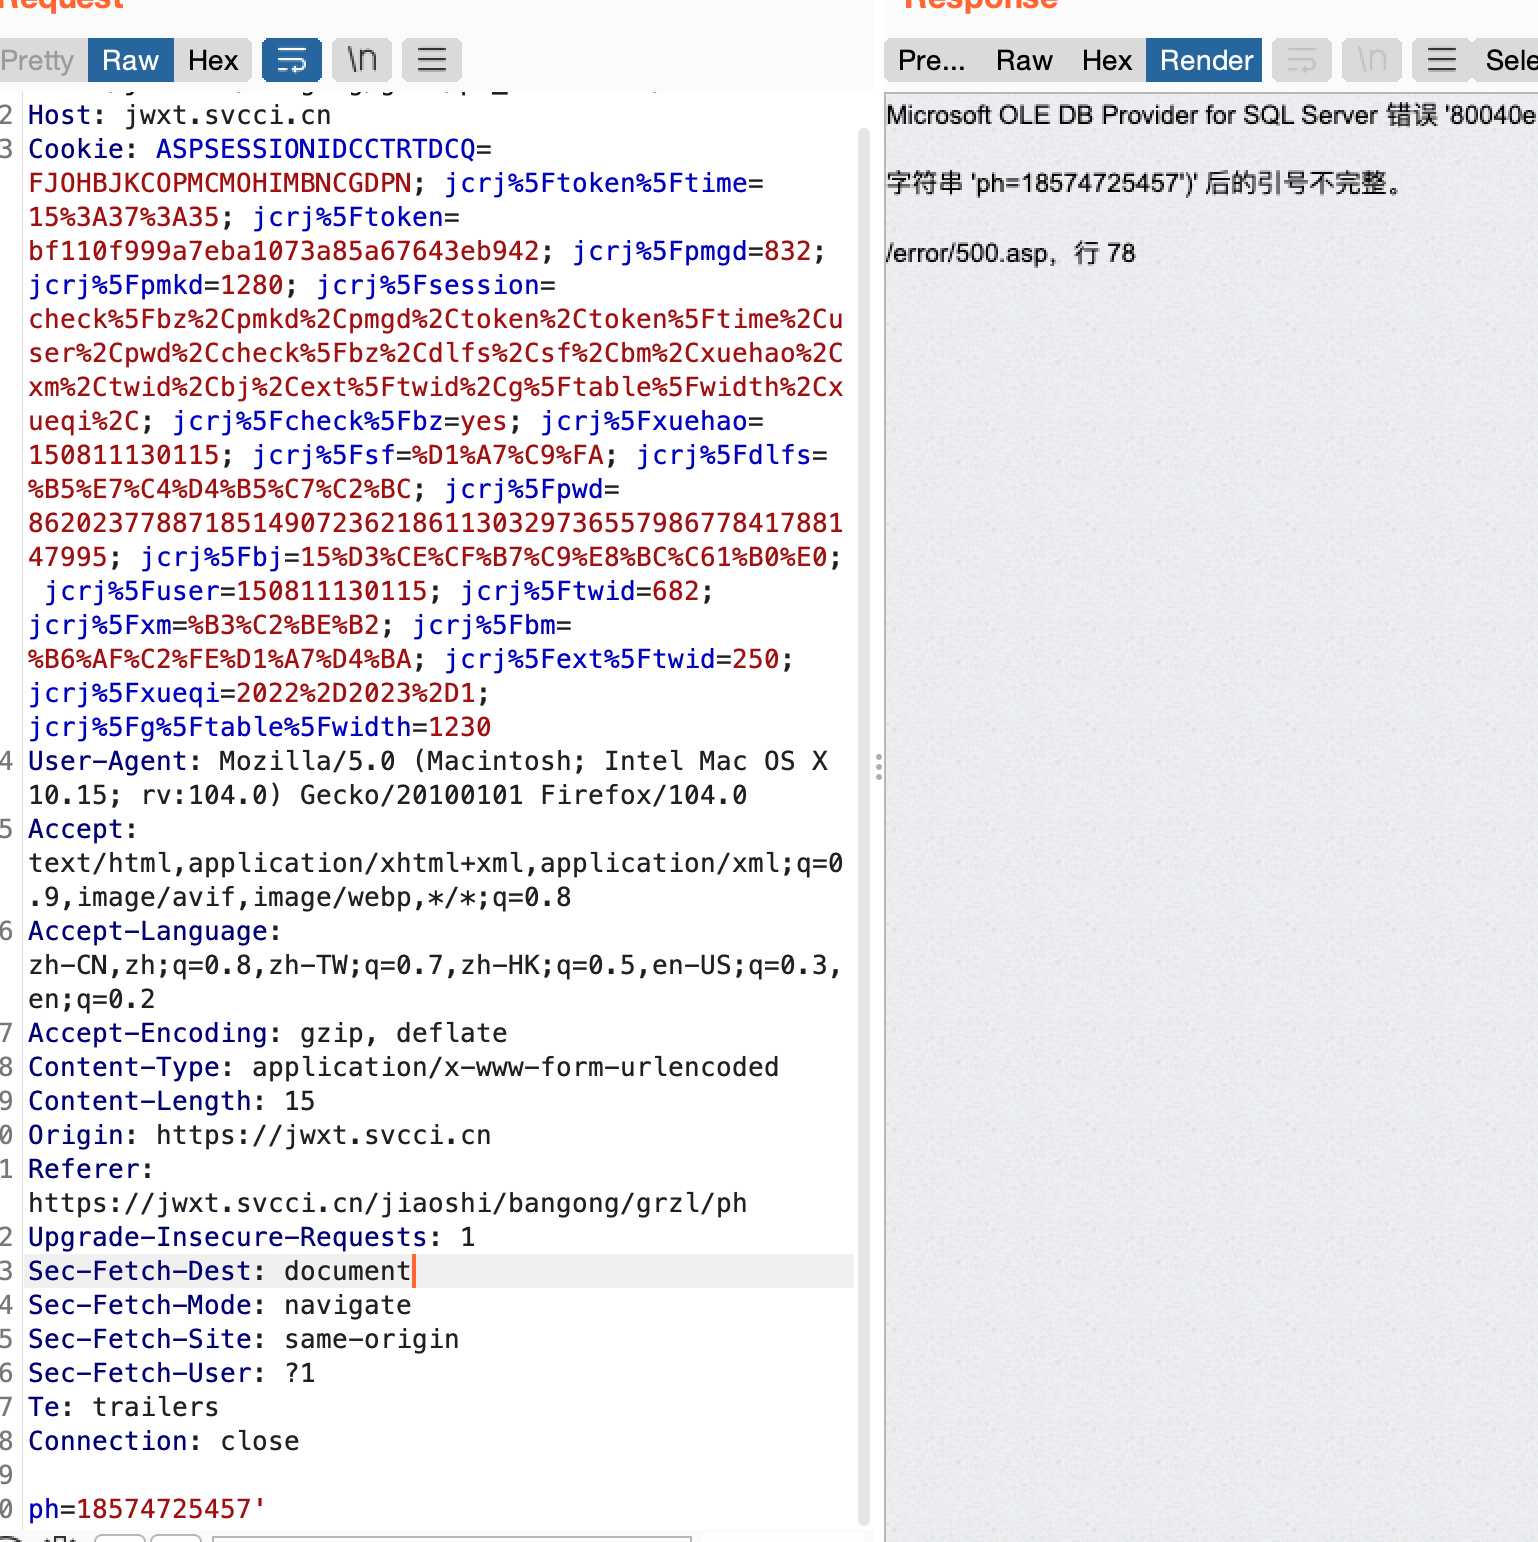 Request
Response
Pretty Raw Hex \n
Pre... Raw Hex Render \n Sele
2 Host: jwxt.svcci.cn
3 Cookie: ASPSESSIONIDCCTRTDCQ=
FJOHBJKCOPMCMOHIMBNCGDPN; jcrj%5Ftoken%5Ftime=
15%3A37%3A35; jcrj%5Ftoken=
bf110f999a7eba1073a85a67643eb942; jcrj%5Fpmgd=832;
jcrj%5Fpmkd=1280; jcrj%5Fsession=
check%5Fbz%2Cpmkd%2Cpmgd%2Ctoken%2Ctoken%5Ftime%2Cu
ser%2Cpwd%2Ccheck%5Fbz%2Cdlfs%2Csf%2Cbm%2Cxuehao%2C
xm%2Ctwid%2Cbj%2Cext%5Ftwid%2Cg%5Ftable%5Fwidth%2Cx
ueqi%2C; jcrj%5Fcheck%5Fbz=yes; jcrj%5Fxuehao=
150811130115; jcrj%5Fsf=%D1%A7%C9%FA; jcrj%5Fdlfs=
%B5%E7%C4%D4%B5%C7%C2%BC; jcrj%5Fpwd=
862023778871851490723621861130329736557986778417881
47995; jcrj%5Fbj=15%D3%CE%CF%B7%C9%E8%BC%C61%B0%E0;
jcrj%5Fuser=150811130115; jcrj%5Ftwid=682;
jcrj%5Fxm=%B3%C2%BE%B2; jcrj%5Fbm=
%B6%AF%C2%FE%D1%A7%D4%BA; jcrj%5Fext%5Ftwid=250;
jcrj%5Fxueqi=2022%2D2023%2D1;
jcrj%5Fg%5Ftable%5Fwidth=1230
4 User-Agent: Mozilla/5.0 (Macintosh; Intel Mac OS X
10.15; rv:104.0) Gecko/20100101 Firefox/104.0
5 Accept:
text/html,application/xhtml+xml,application/xml;q=0
.9,image/avif,image/webp,*/*;q=0.8
6 Accept-Language:
zh-CN,zh;q=0.8,zh-TW;q=0.7,zh-HK;q=0.5,en-US;q=0.3,
en;q=0.2
7 Accept-Encoding: gzip, deflate
8 Content-Type: application/x-www-form-urlencoded
9 Content-Length: 15
0 Origin: https://jwxt.svcci.cn
1 Referer:
https://jwxt.svcci.cn/jiaoshi/bangong/grzl/ph
2 Upgrade-Insecure-Requests: 1
3 Sec-Fetch-Dest: document
4 Sec-Fetch-Mode: navigate
5 Sec-Fetch-Site: same-origin
6 Sec-Fetch-User: ?1
7 Te: trailers
8 Connection: close
9
0 ph=18574725457'
Microsoft OLE DB Provider for SQL Server 错误 '80040e
字符串 'ph=18574725457')' 后的引号不完整。
/error/500.asp，行 78